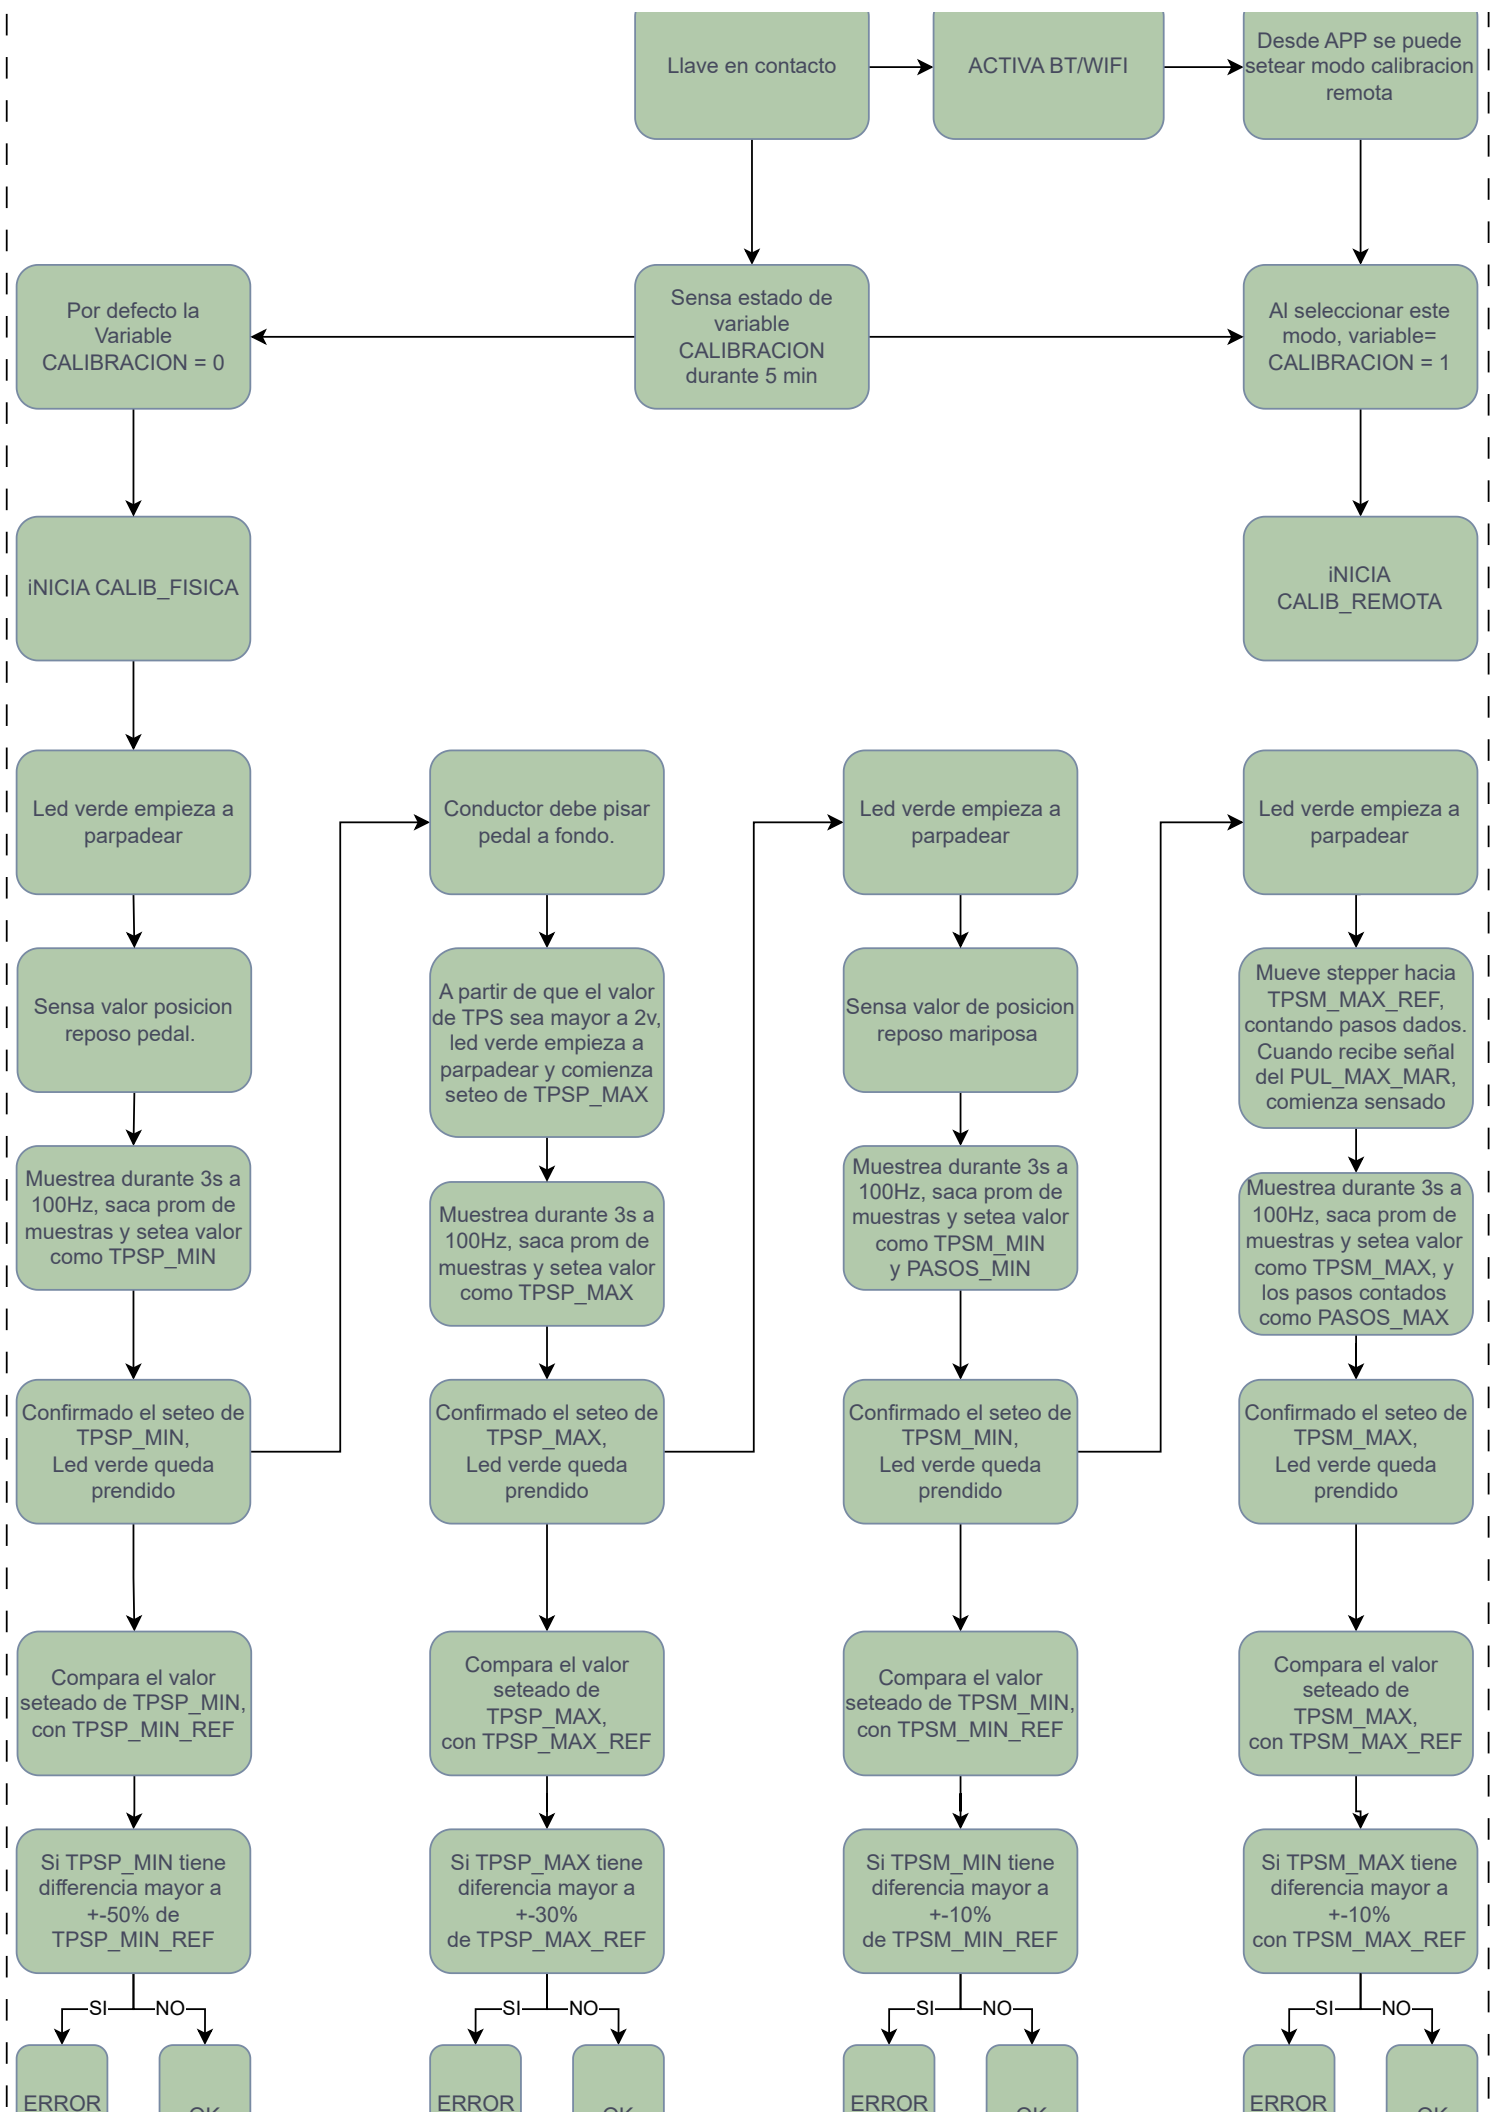 Llave en contacto
ACTIVA BT/WIFI
Desde APP se puede
setear modo calibracion
remota
Por defecto la
Variable
CALIBRACION = 0
Sensa estado de
variable
CALIBRACION
durante 5 min
Al seleccionar este
modo, variable=
CALIBRACION = 1
iNICIA CALIB_FISICA
iNICIA
CALIB_REMOTA
Led verde empieza a
parpadear
Conductor debe pisar
pedal a fondo.
Led verde empieza a
parpadear
Led verde empieza a
parpadear
Sensa valor posicion
reposo pedal.
A partir de que el valor
de TPS sea mayor a 2v,
led verde empieza a
parpadear y comienza
seteo de TPSP_MAX
Sensa valor de posicion
reposo mariposa
Mueve stepper hacia
TPSM_MAX_REF,
contando pasos dados.
Cuando recibe señal
del PUL_MAX_MAR,
comienza sensado
Muestrea durante 3s a
100Hz, saca prom de
muestras y setea valor
como TPSP_MIN
Muestrea durante 3s a
100Hz, saca prom de
muestras y setea valor
como TPSP_MAX
Muestrea durante 3s a
100Hz, saca prom de
muestras y setea valor
como TPSM_MIN
y PASOS_MIN
Muestrea durante 3s a
100Hz, saca prom de
muestras y setea valor
como TPSM_MAX, y
los pasos contados
como PASOS_MAX
Confirmado el seteo de
TPSP_MIN,
Led verde queda
prendido
Confirmado el seteo de
TPSP_MAX,
Led verde queda
prendido
Confirmado el seteo de
TPSM_MIN,
Led verde queda
prendido
Confirmado el seteo de
TPSM_MAX,
Led verde queda
prendido
Compara el valor
seteado de TPSP_MIN,
con TPSP_MIN_REF
Compara el valor
seteado de
TPSP_MAX,
con TPSP_MAX_REF
Compara el valor
seteado de TPSM_MIN,
con TPSM_MIN_REF
Compara el valor
seteado de
TPSM_MAX,
con TPSM_MAX_REF
Si TPSP_MIN tiene
differencia mayor a
+-50% de
TPSP_MIN_REF
Si TPSP_MAX tiene
diferencia mayor a
+-30%
de TPSP_MAX_REF
Si TPSM_MIN tiene
diferencia mayor a
+-10%
de TPSM_MIN_REF
Si TPSM_MAX tiene
diferencia mayor a
+-10%
con TPSM_MAX_REF
SI
NO
SI
NO
SI
NO
SI
NO
ERROR
OK
ERROR
OK
ERROR
OK
ERROR
OK